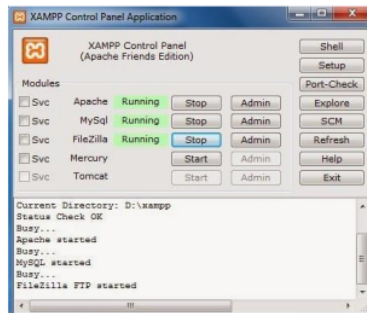 XAMPP Control Panel Application
XAMPP Control Panel
(Apache Friends Edition)
Shell
Setup
Modules
Port-Check
Svc Apache Running Stop Admin Explore
Svc MySql Running Stop Admin SCM
Svc FileZilla Running Stop Admin Refresh
Svc Mercury Start Admin Help
Svc Tomcat Start Admin Exit
Current Directory: D:\xampp
Status Check OK
Busy...
Apache started
Busy...
MySQL started
Busy...
FileZilla FTP started